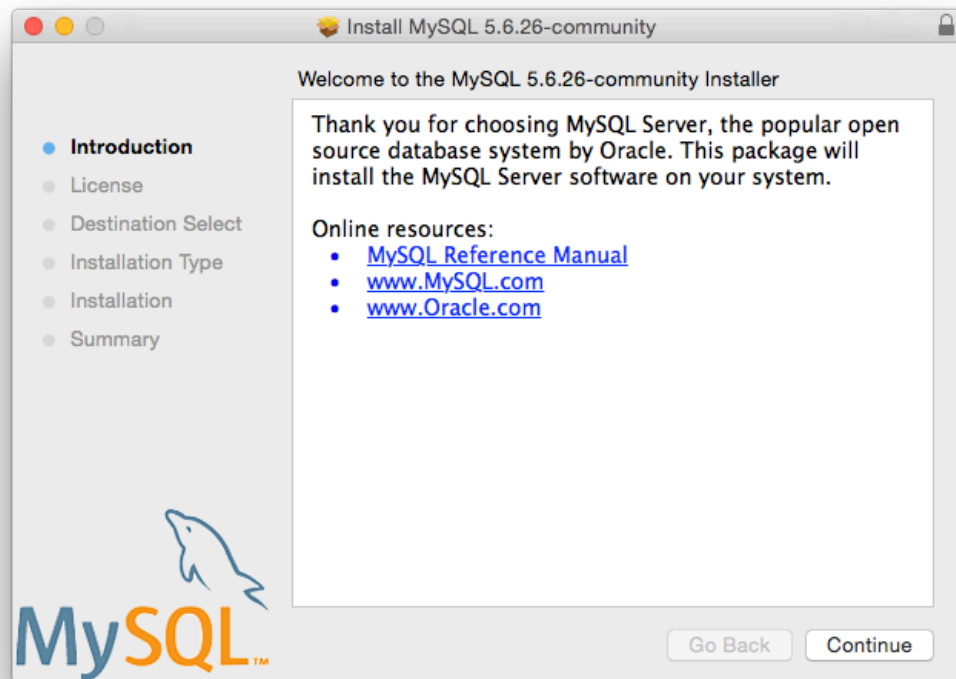 Install MySQL 5.6.26-community
Welcome to the MySQL 5.6.26-community Installer
Introduction
License
Destination Select
Installation Type
Installation
Summary
Thank you for choosing MySQL Server, the popular open
source database system by Oracle. This package will
install the MySQL Server software on your system.
Online resources:
• MySQL Reference Manual
• www.MySQL.com
• www.Oracle.com
MySQL™
Go Back
Continue